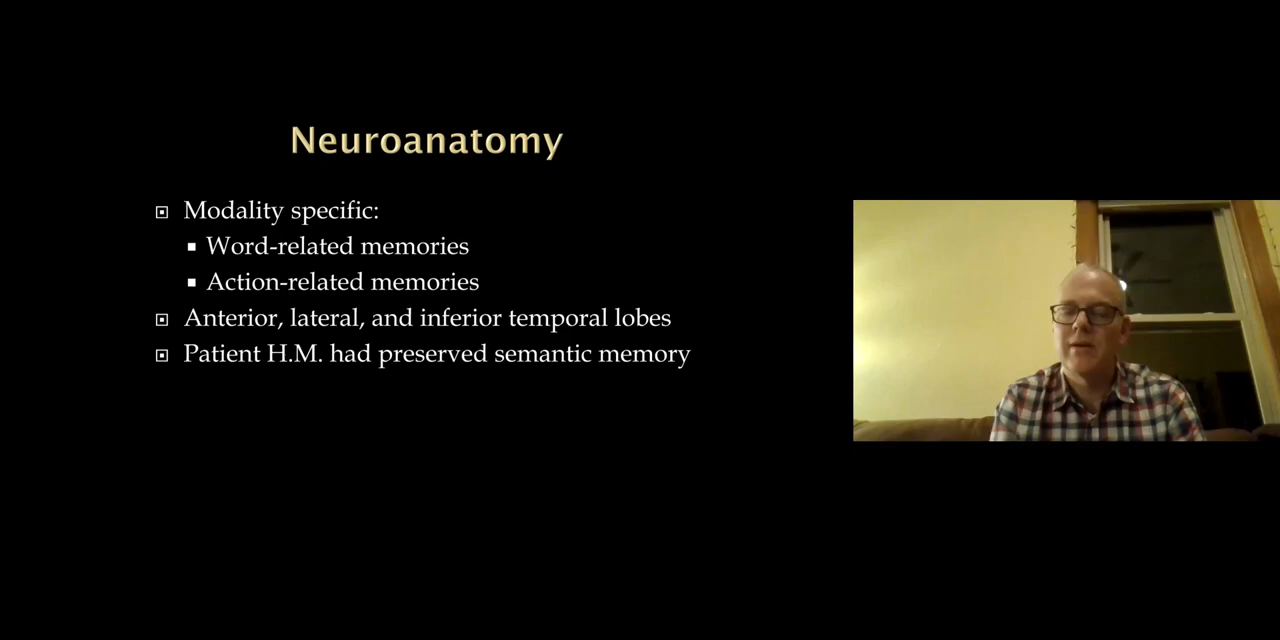 Neuroanatomy
Modality specific:
Word-related memories
Action-related memories
Anterior, lateral, and inferior temporal lobes
Patient H.M. had preserved semantic memory